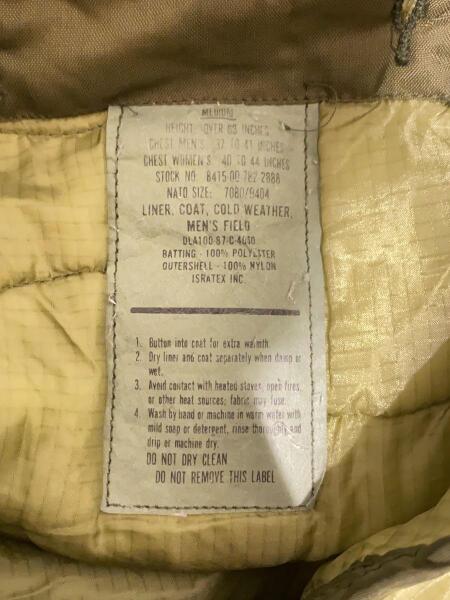 MEDIUM
HEIGHT: OVER 63 INCHES
CHEST MEN'S: 37 TO 41 INCHES
CHEST WOMEN'S: 40 TO 44 INCHES
STOCK NO: 8415-00-782-2888
NATO SIZE: 7080/9404
LINER, COAT, COLD WEATHER,
MEN'S FIELD
DLA100-87-C-4040
BATTING - 100% POLYESTER
OUTERSHELL - 100% NYLON
ISRATEX INC
1. Button into coat for extra warmth.
2. Dry liner and coat separately when damp or
wet.
3. Avoid contact with heated stoves, open fires,
or other heat sources; fabric may fuse.
4. Wash by hand or machine in warm water with
mild soap or detergent, rinse thoroughly and
drip or machine dry.
DO NOT DRY CLEAN
DO NOT REMOVE THIS LABEL